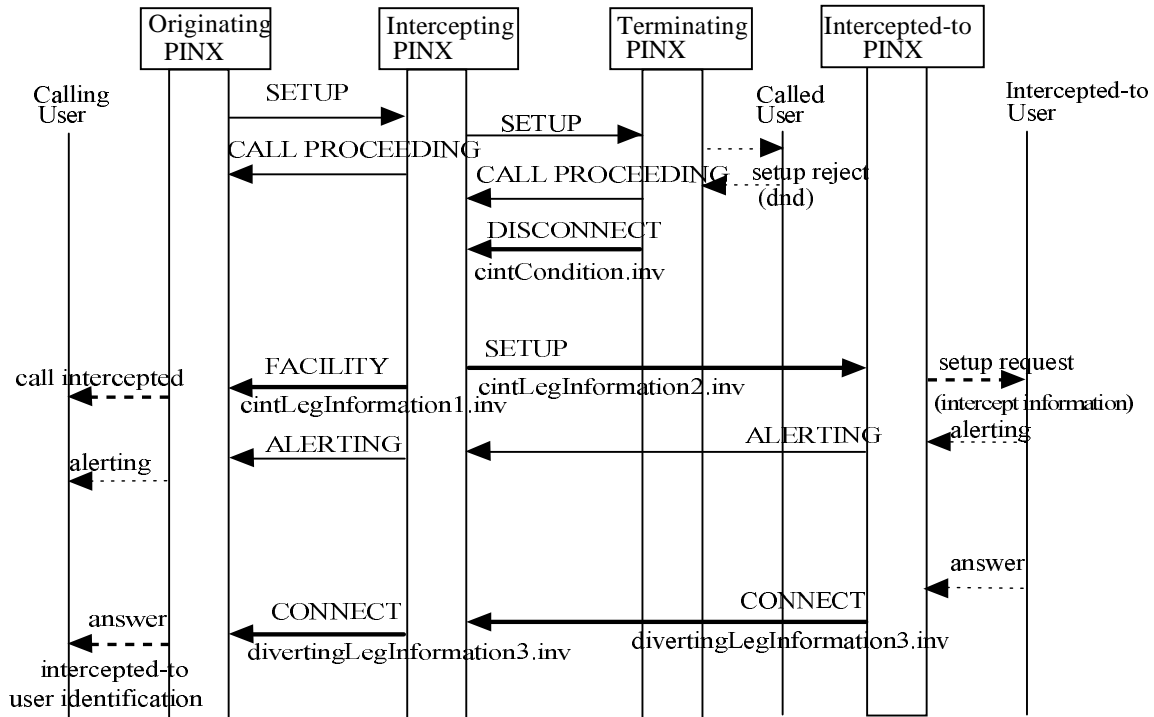 Originating
PINX
Intercepting
PINX
Terminating
PINX
Intercepted-to
PINX
Calling
User
SETUP
Called
User
Intercepted-to
User
SETUP
CALL PROCEEDING
CALL PROCEEDING
setup reject
(dnd)
DISCONNECT
cintCondition.inv
FACILITY
SETUP
setup request
call intercepted
cintLegInformation1.inv
cintLegInformation2.inv
(intercept information)
ALERTING
ALERTING
alerting
alerting
answer
CONNECT
CONNECT
answer
divertingLegInformation3.inv
divertingLegInformation3.inv
intercepted-to
user identification